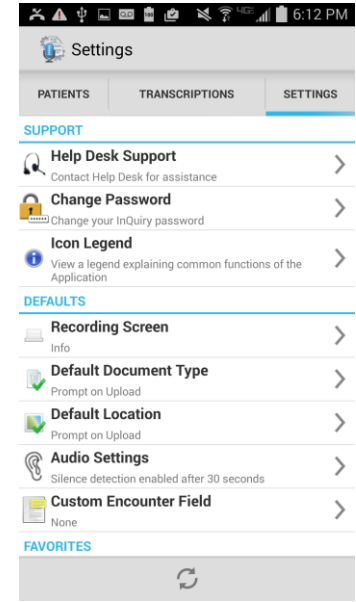 4G 6:12 PM
Settings
PATIENTS TRANSCRIPTIONS SETTINGS
SUPPORT
Help Desk Support
Contact Help Desk for assistance
Change Password
Change your InQuiry password
Icon Legend
View a legend explaining common functions of the
Application
DEFAULTS
Recording Screen
Info
Default Document Type
Prompt on Upload
Default Location
Prompt on Upload
Audio Settings
Silence detection enabled after 30 seconds
Custom Encounter Field
None
FAVORITES